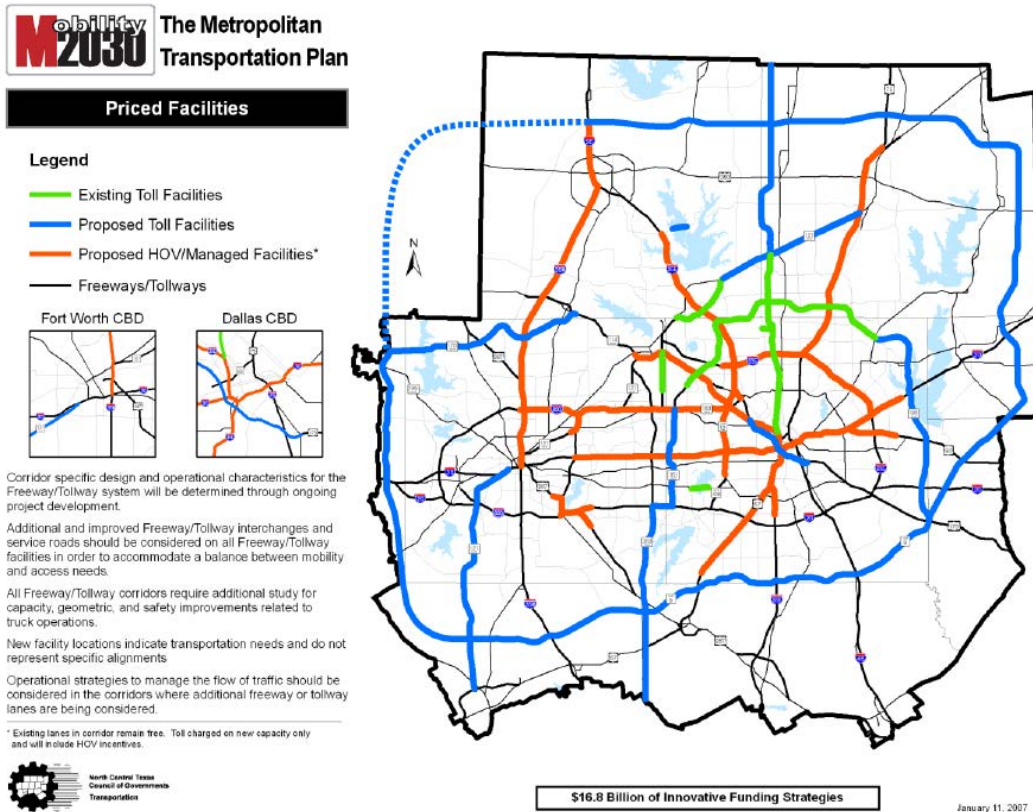 Mobility
2030
The Metropolitan
Transportation Plan
Priced Facilities
Legend
Existing Toll Facilities
Proposed Toll Facilities
Proposed HOV/Managed Facilities*
Freeways/Tollways
N
Fort Worth CBD
Dallas CBD
Corridor specific design and operational characteristics for the
Freeway/Tollway system will be determined through ongoing
project development.
Additional and improved Freeway/Tollway interchanges and
service roads should be considered on all Freeway/Tollway
facilities in order to accommodate a balance between mobility
and access needs.
All Freeway/Tollway corridors require additional study for
capacity, geometric, and safety improvements related to
truck operations.
New facility locations indicate transportation needs and do not
represent specific alignments
Operational strategies to manage the flow of traffic should be
considered in the corridors where additional freeway or tollway
lanes are being considered.
* Existing lanes in corridor remain free. Toll charged on new capacity only
and will include HOV incentives.
North Central Texas
Council of Governments
Transportation
$16.8 Billion of Innovative Funding Strategies
January 11, 2007